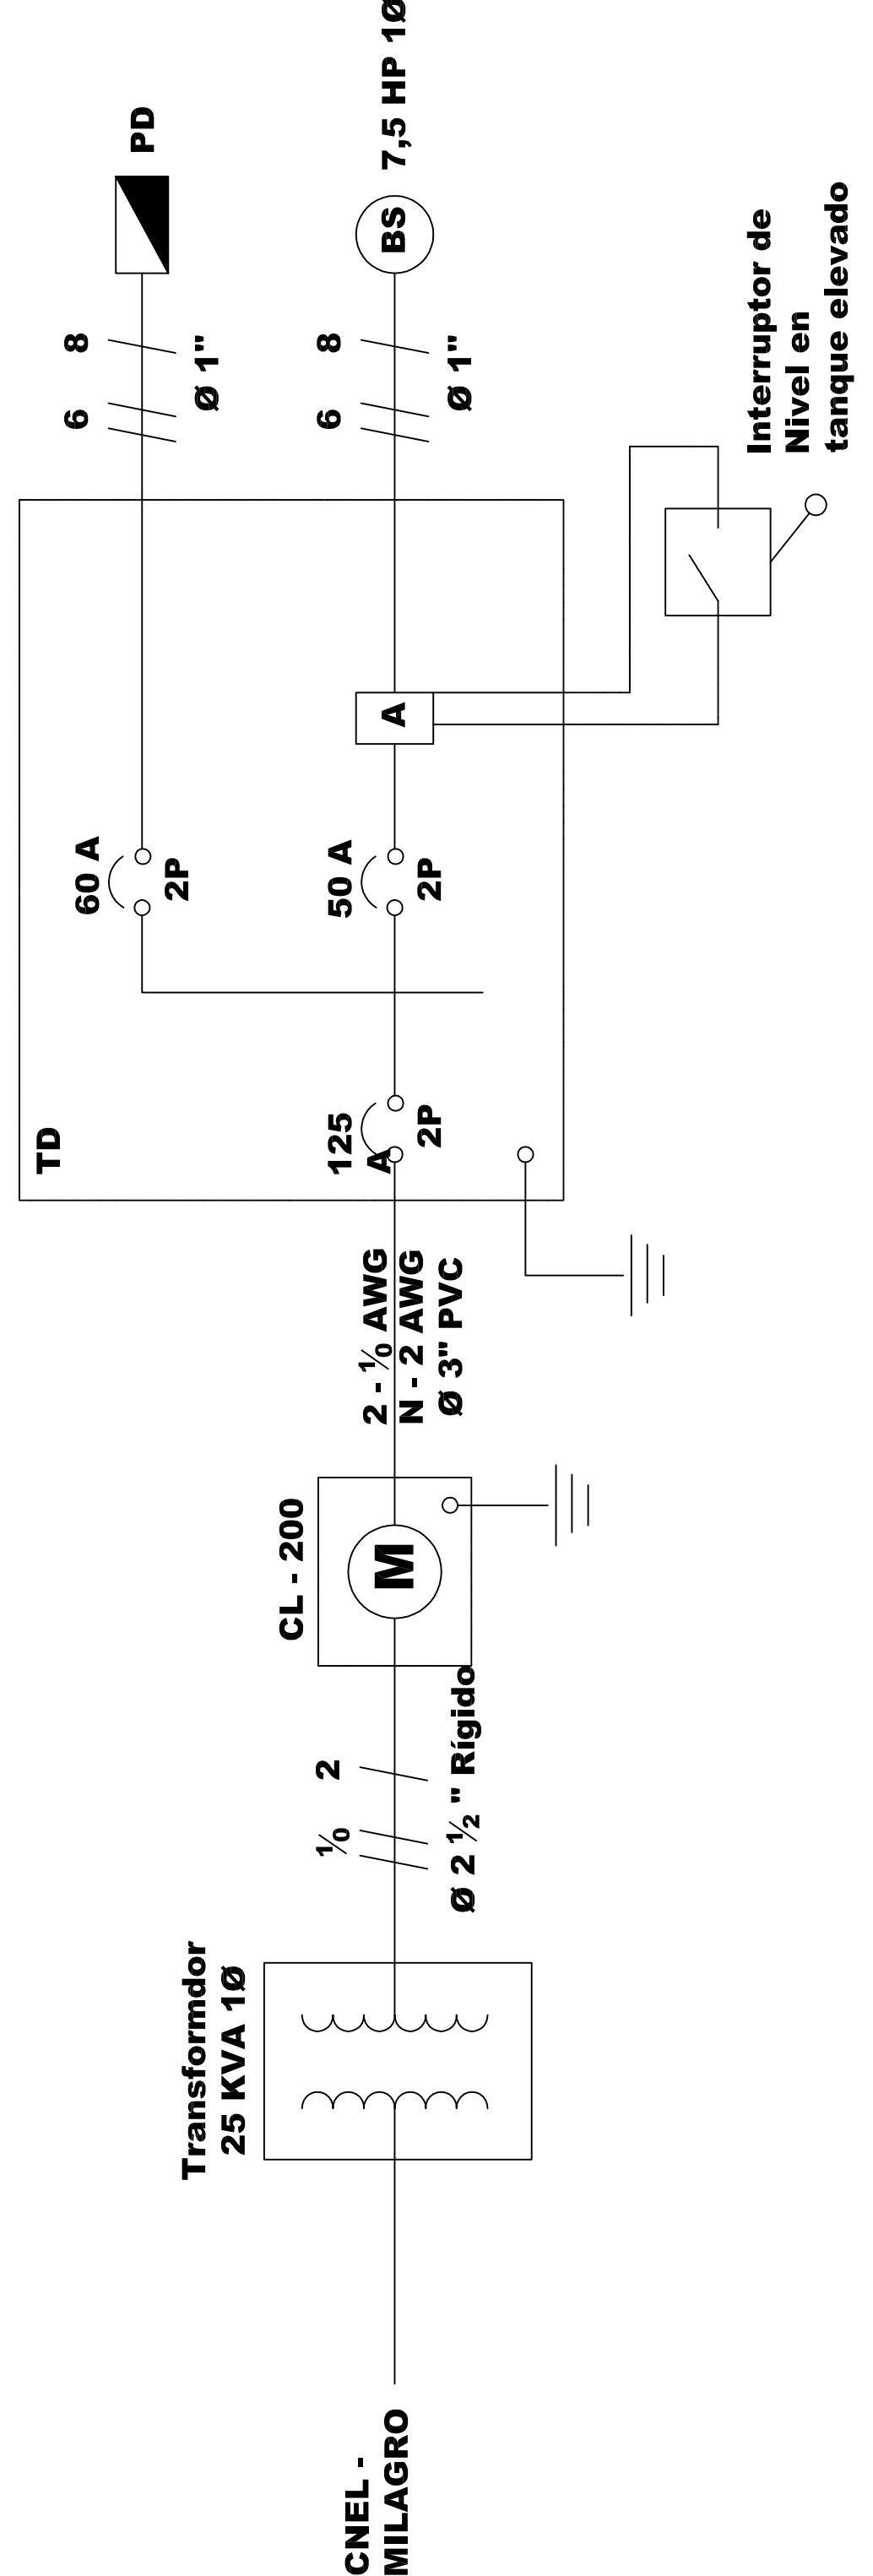 CNEL -
MILAGRO
Transformdor
25 KVA 1Ø
1/0
2
Ø 2 ½ " Rígido
CL - 200
M
2 - 1/0 AWG
N - 2 AWG
Ø 3" PVC
TD
125
A
2P
60 A
2P
50 A
2P
A
6
8
Ø 1"
PD
6
8
Ø 1"
BS
7,5 HP 1Ø
Interruptor de
Nivel en
tanque elevado